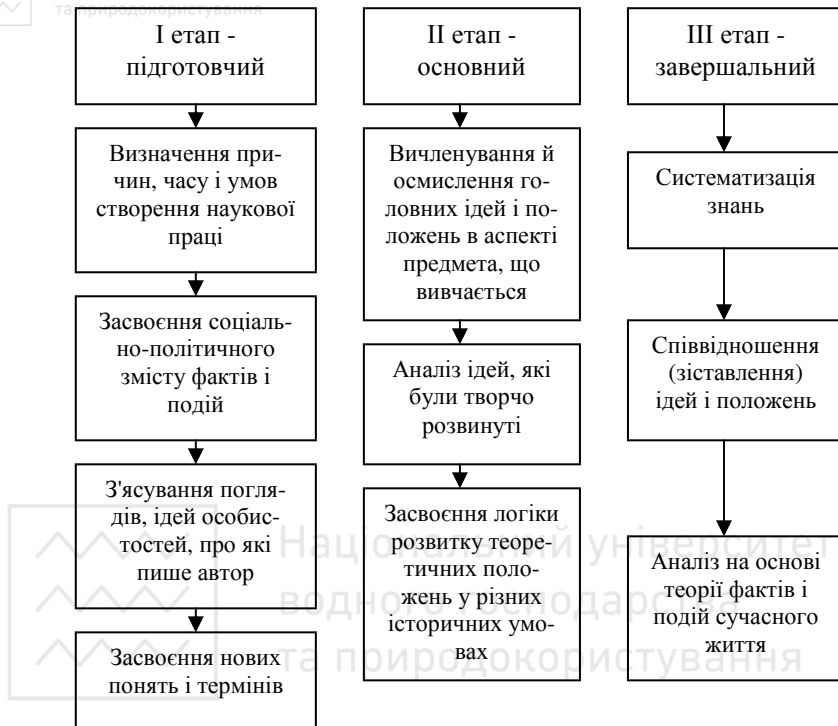 та природокористування
І етап -
підготовчий
Визначення при-
чин, часу і умов
створення наукової
праці
Засвоєння соціаль-
но-політичного
змісту фактів і
подій
З'ясування погля-
дів, ідей особис-
тостей, про які
пише автор
Засвоєння нових
понять і термінів
ІІ етап -
основний
Вичленування й
осмислення го-
ловних ідей і по-
ложень в аспекті
предмета, що
вивчається
Аналіз ідей, які
були творчо
розвинуті
Засвоєння логіки
розвитку теоре-
тичних поло-
жень у різних
історичних умо-
вах
ІІІ етап -
завершальний
Систематизація
знань
Співвідношення
(зіставлення)
ідей і положень
Аналіз на основі
теорії фактів і
подій сучасного
життя
Національний університет
водного господарства
та природокористування